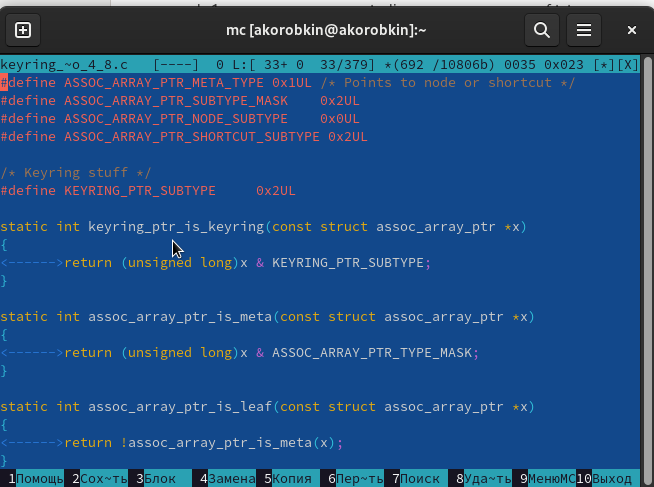 mc [akorobkin@akorobkin]:~
keyring_~o_4_8.c   [----]  0 L:[ 33+ 0  33/379] *(692 /10806b) 0035 0x023 [*][X]
#define ASSOC_ARRAY_PTR_META_TYPE 0x1UL /* Points to node or shortcut */
#define ASSOC_ARRAY_PTR_SUBTYPE_MASK    0x2UL
#define ASSOC_ARRAY_PTR_NODE_SUBTYPE    0x0UL
#define ASSOC_ARRAY_PTR_SHORTCUT_SUBTYPE 0x2UL
/* Keyring stuff */
#define KEYRING_PTR_SUBTYPE     0x2UL
static int keyring_ptr_is_keyring(const struct assoc_array_ptr *x)
{
<------>return (unsigned long)x & KEYRING_PTR_SUBTYPE;
}
static int assoc_array_ptr_is_meta(const struct assoc_array_ptr *x)
{
<------>return (unsigned long)x & ASSOC_ARRAY_PTR_TYPE_MASK;
}
static int assoc_array_ptr_is_leaf(const struct assoc_array_ptr *x)
{
<------>return !assoc_array_ptr_is_meta(x);
}
1Помощь 2Сох~ть 3Блок 4Замена 5Копия 6Пер~ть 7Поиск 8Уда~ть 9МенюMC 10Выход